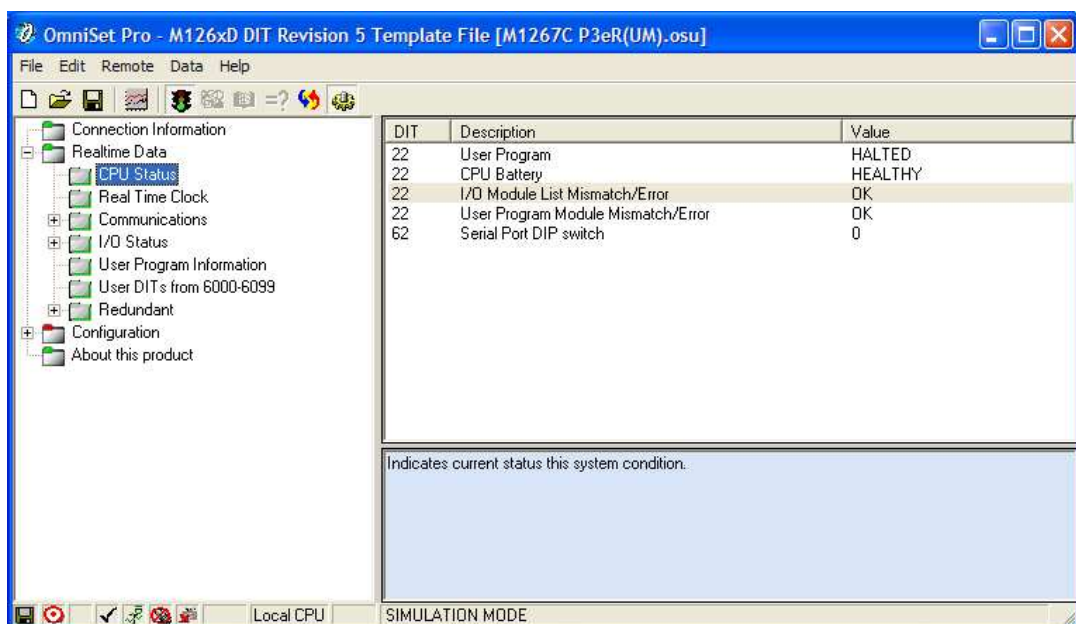 OmniSet Pro - M126xD DIT Revision 5 Template File [M1267C P3eR(UM).osu]
File Edit Remote Data Help
=?
Connection Information
Realtime Data
CPU Status
Real Time Clock
Communications
I/O Status
User Program Information
User DITs from 6000-6099
Redundant
Configuration
About this product
DIT Description Value
22 User Program HALTED
22 CPU Battery HEALTHY
22 I/O Module List Mismatch/Error OK
22 User Program Module Mismatch/Error OK
62 Serial Port DIP switch 0
Indicates current status this system condition.
Local CPU SIMULATION MODE